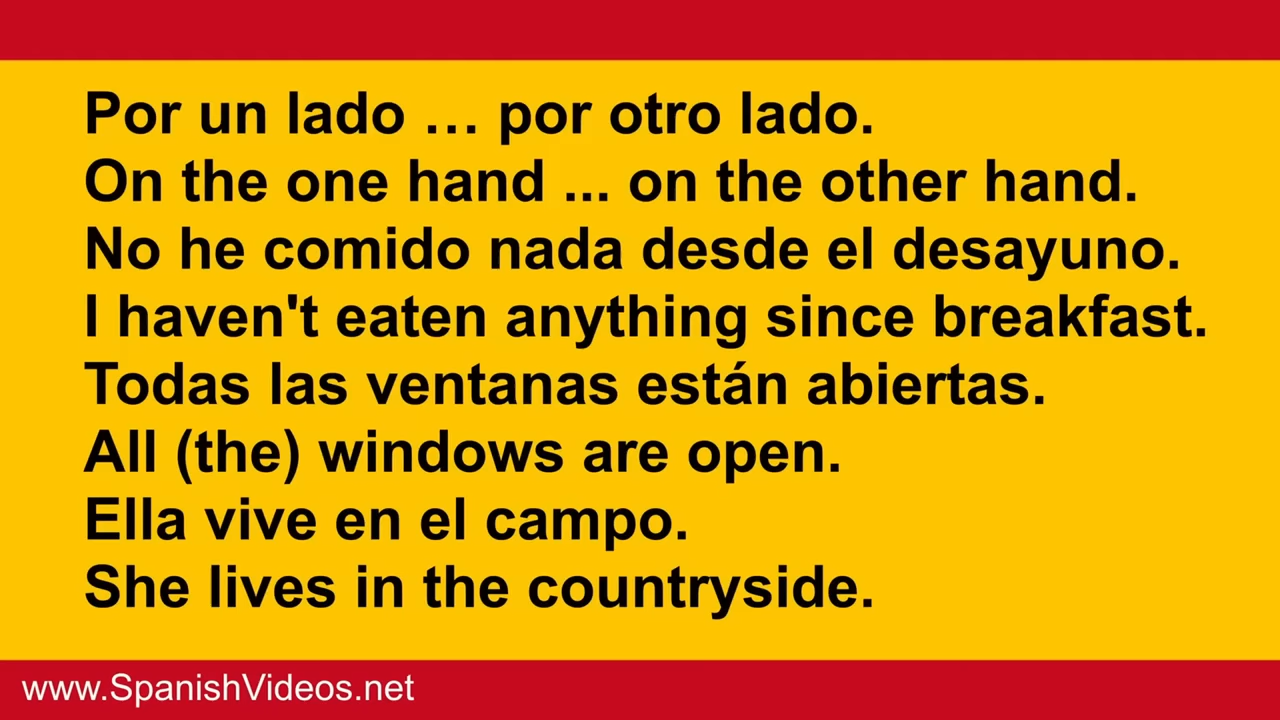 Por un lado … por otro lado.
On the one hand ... on the other hand.
No he comido nada desde el desayuno.
I haven't eaten anything since breakfast.
Todas las ventanas están abiertas.
All (the) windows are open.
Ella vive en el campo.
She lives in the countryside.
www.SpanishVideos.net